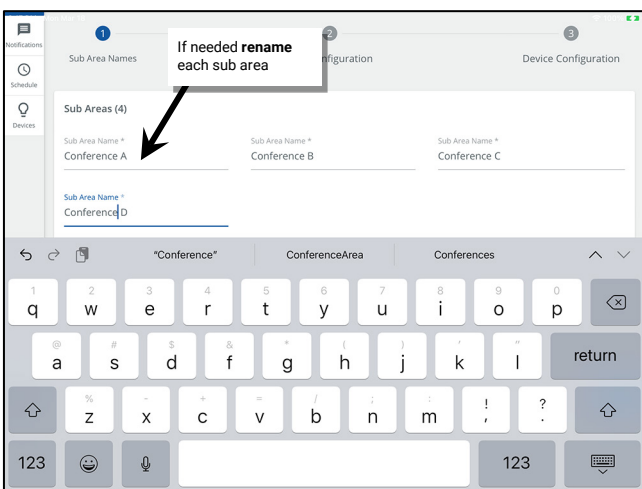 100%
Notifications
1
2
3
If needed rename
each sub area
Sub Area Names
nfiguration
Device Configuration
Schedule
Devices
Sub Areas (4)
Sub Area Name *
Sub Area Name *
Sub Area Name *
Conference A
Conference B
Conference C
Sub Area Name *
Conference D
"Conference"
ConferenceArea
Conferences
1 2 3 4 5 6 7 8 9 0
q w e r t y u i o p
@ # $ & * ( ) ' "
a s d f g h j k l return
% - + = / ; : ! ?
z x c v b n m , .
123 123